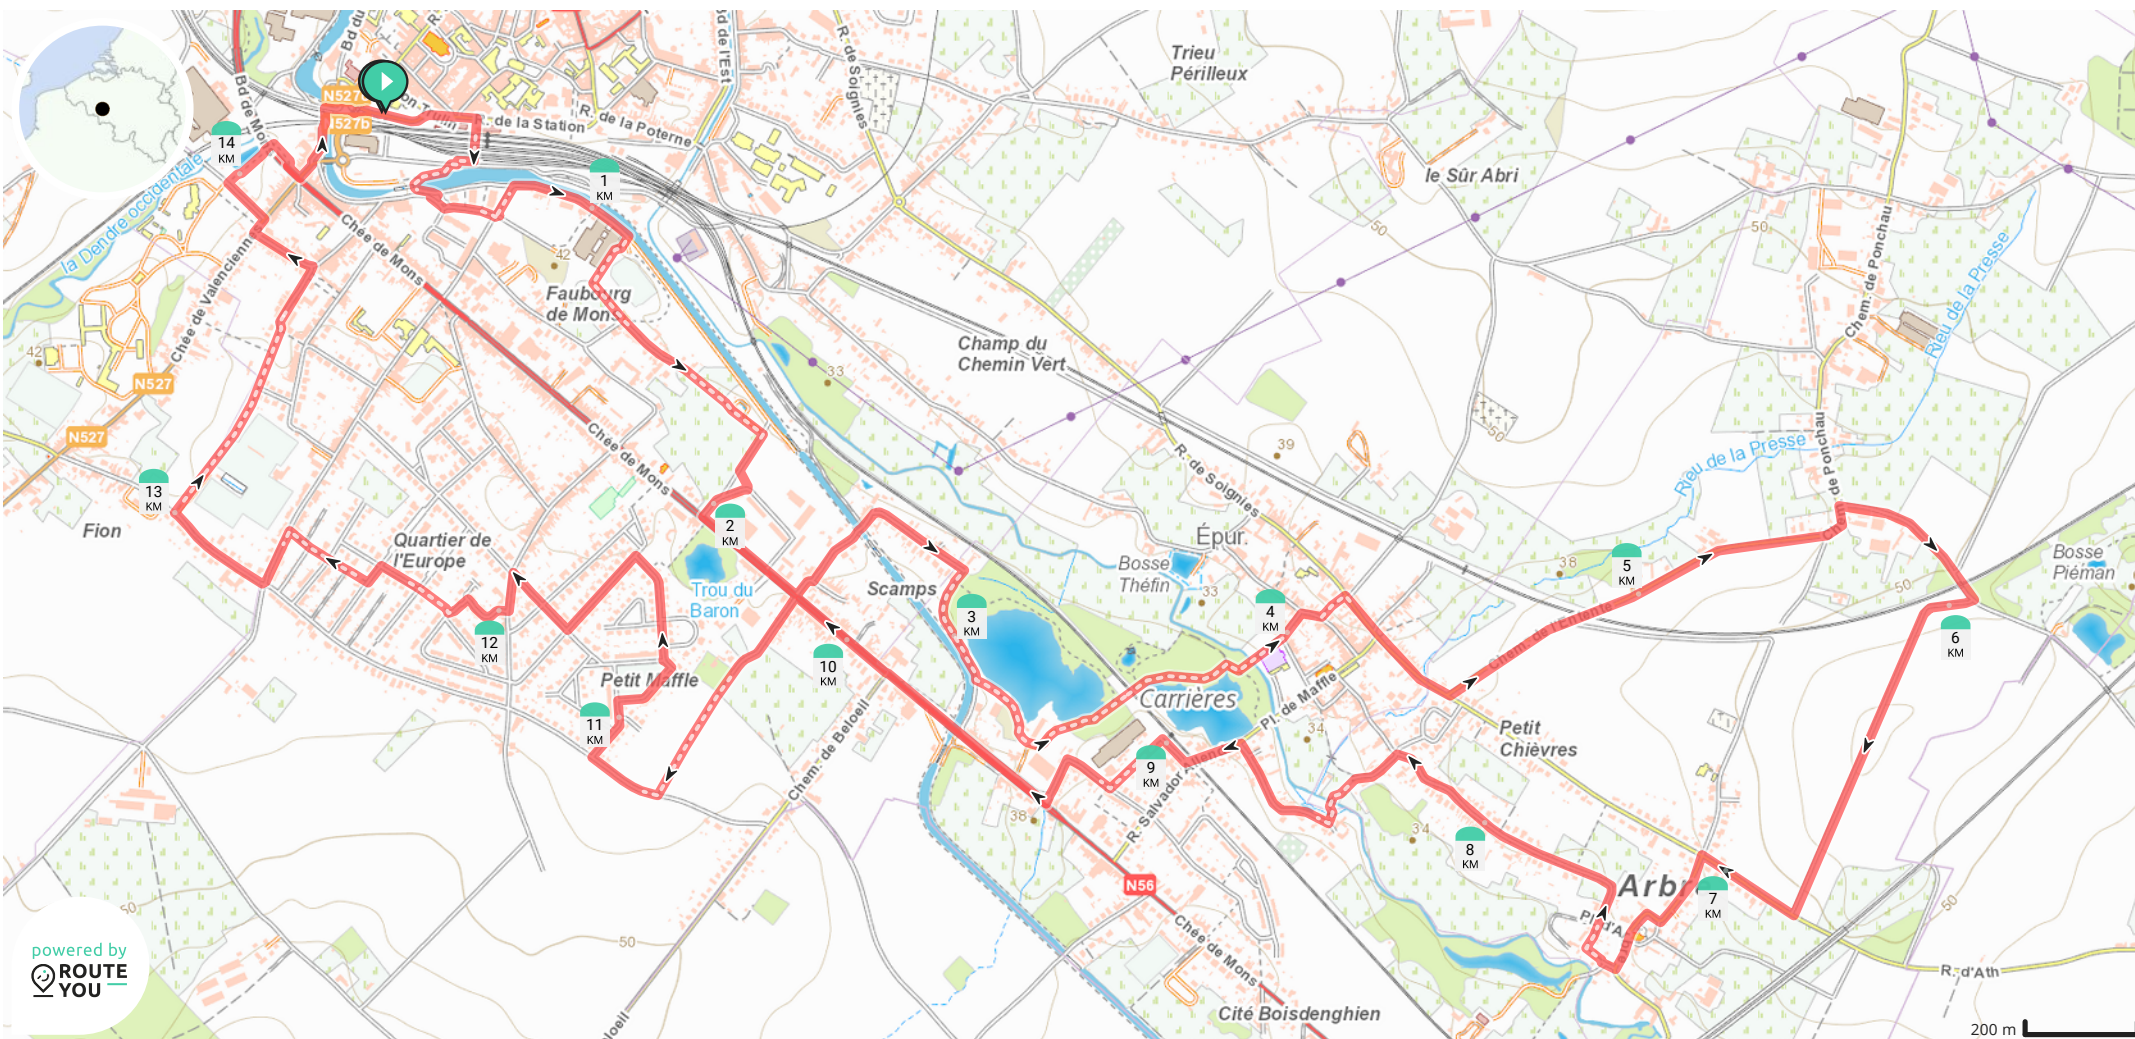 Trieu
Périlleux
Bd de l'Est
R. de Soignies
Bd de Mons
N527b
R. de la Station
R. de la Poterne
14
KM
1
KM
la Dendre occidentale
le Sûr Abri
50
50
Chée de Mons
Chée de Valenciennes
42
Faubourg
de Mons
Chem. de Ponchau
Rieu de la Presse
Champ du
Chemin Vert
33
42
N527
N527
Chée de Mons
39
50
R. de Soignies
Rieu de la Presse
de Ponchau
13
KM
Fion
Quartier de
l'Europe
2
KM
Épur.
Bosse
Théfin
33
38
5
KM
50
Bosse
Piéman
Trou du
Baron
Scamps
3
KM
4
KM
Chem. de l'Entente
6
KM
12
KM
10
KM
Petit Maffle
Carrières
Pl. de Maffle
34
11
KM
Chem. de Beloeil
Petit
Chièvres
9
KM
R. Salvador Allende
38
34
8
KM
N56
Arbre
7
KM
50
50
Chée de Mons
50
R. d'Ath
powered by
ROUTE
YOU
Cité Boisdenghien
200 m